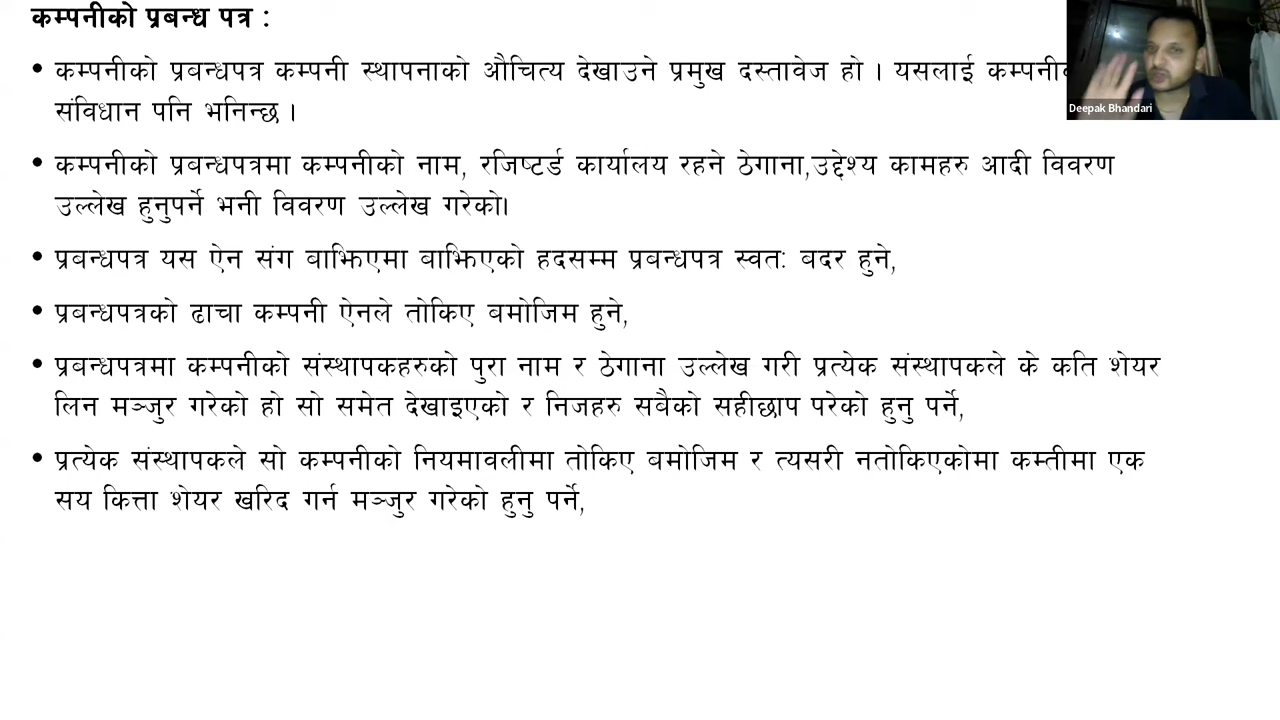 कम्पनीको प्रबन्ध पत्र :
• कम्पनीको प्रबन्धपत्र कम्पनी स्थापनाको औचित्य देखाउने प्रमुख दस्तावेज हो । यसलाई
संविधान पनि भनिन्छ ।
• कम्पनीको प्रबन्धपत्रमा कम्पनीको नाम, रजिष्टर्ड कार्यालय रहने ठेगाना,उद्देश्य कामहरु आदी विवरण
उल्लेख हुनुपर्ने भनी विवरण उल्लेख गरेको।
• प्रबन्धपत्र यस ऐन संग बाझिएमा बाझिएको हदसम्म प्रबन्धपत्र स्वत: बदर हुने,
• प्रबन्धपत्रको ढाचा कम्पनी ऐनले तोकिए बमोजिम हुने,
• प्रबन्धपत्रमा कम्पनीको संस्थापकहरुको पुरा नाम र ठेगाना उल्लेख गरी प्रत्येक संस्थापकले के कति शेयर
लिन मञ्जुर गरेको हो सो समेत देखाइएको र निजहरु सबैको सहीछाप परेको हुनु पर्ने,
• प्रत्येक संस्थापकले सो कम्पनीको नियमावलीमा तोकिए बमोजिम र त्यसरी नतोकिएकोमा कम्तीमा एक
सय कित्ता शेयर खरिद गर्न मञ्जुर गरेको हुनु पर्ने,
Deepak Bhandari